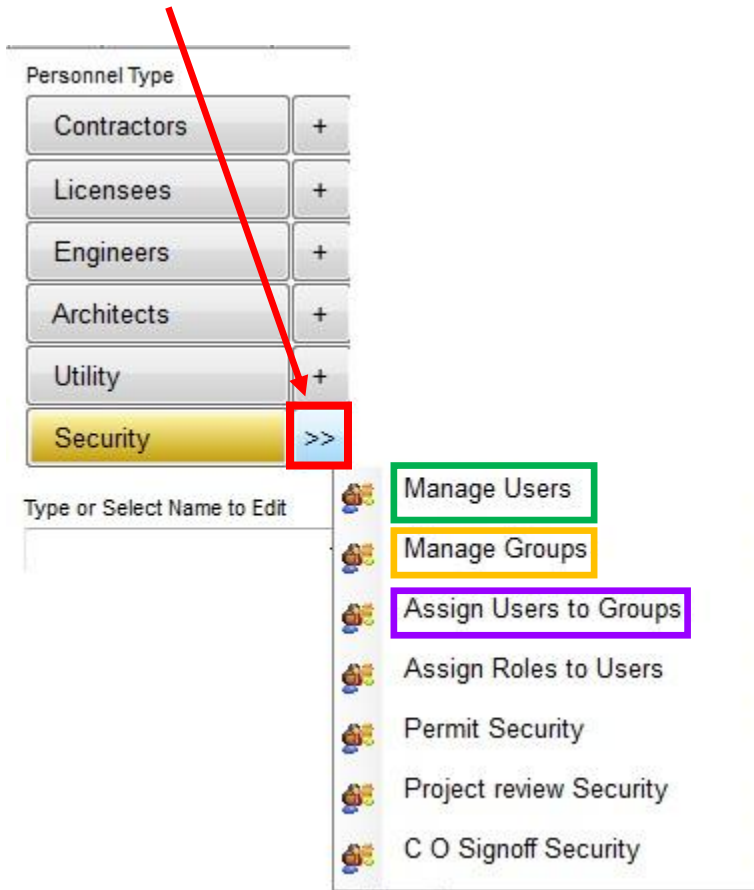 Personnel Type
Contractors +
Licensees +
Engineers +
Architects +
Utility +
Security >>
Type or Select Name to Edit
Manage Users
Manage Groups
Assign Users to Groups
Assign Roles to Users
Permit Security
Project review Security
C O Signoff Security